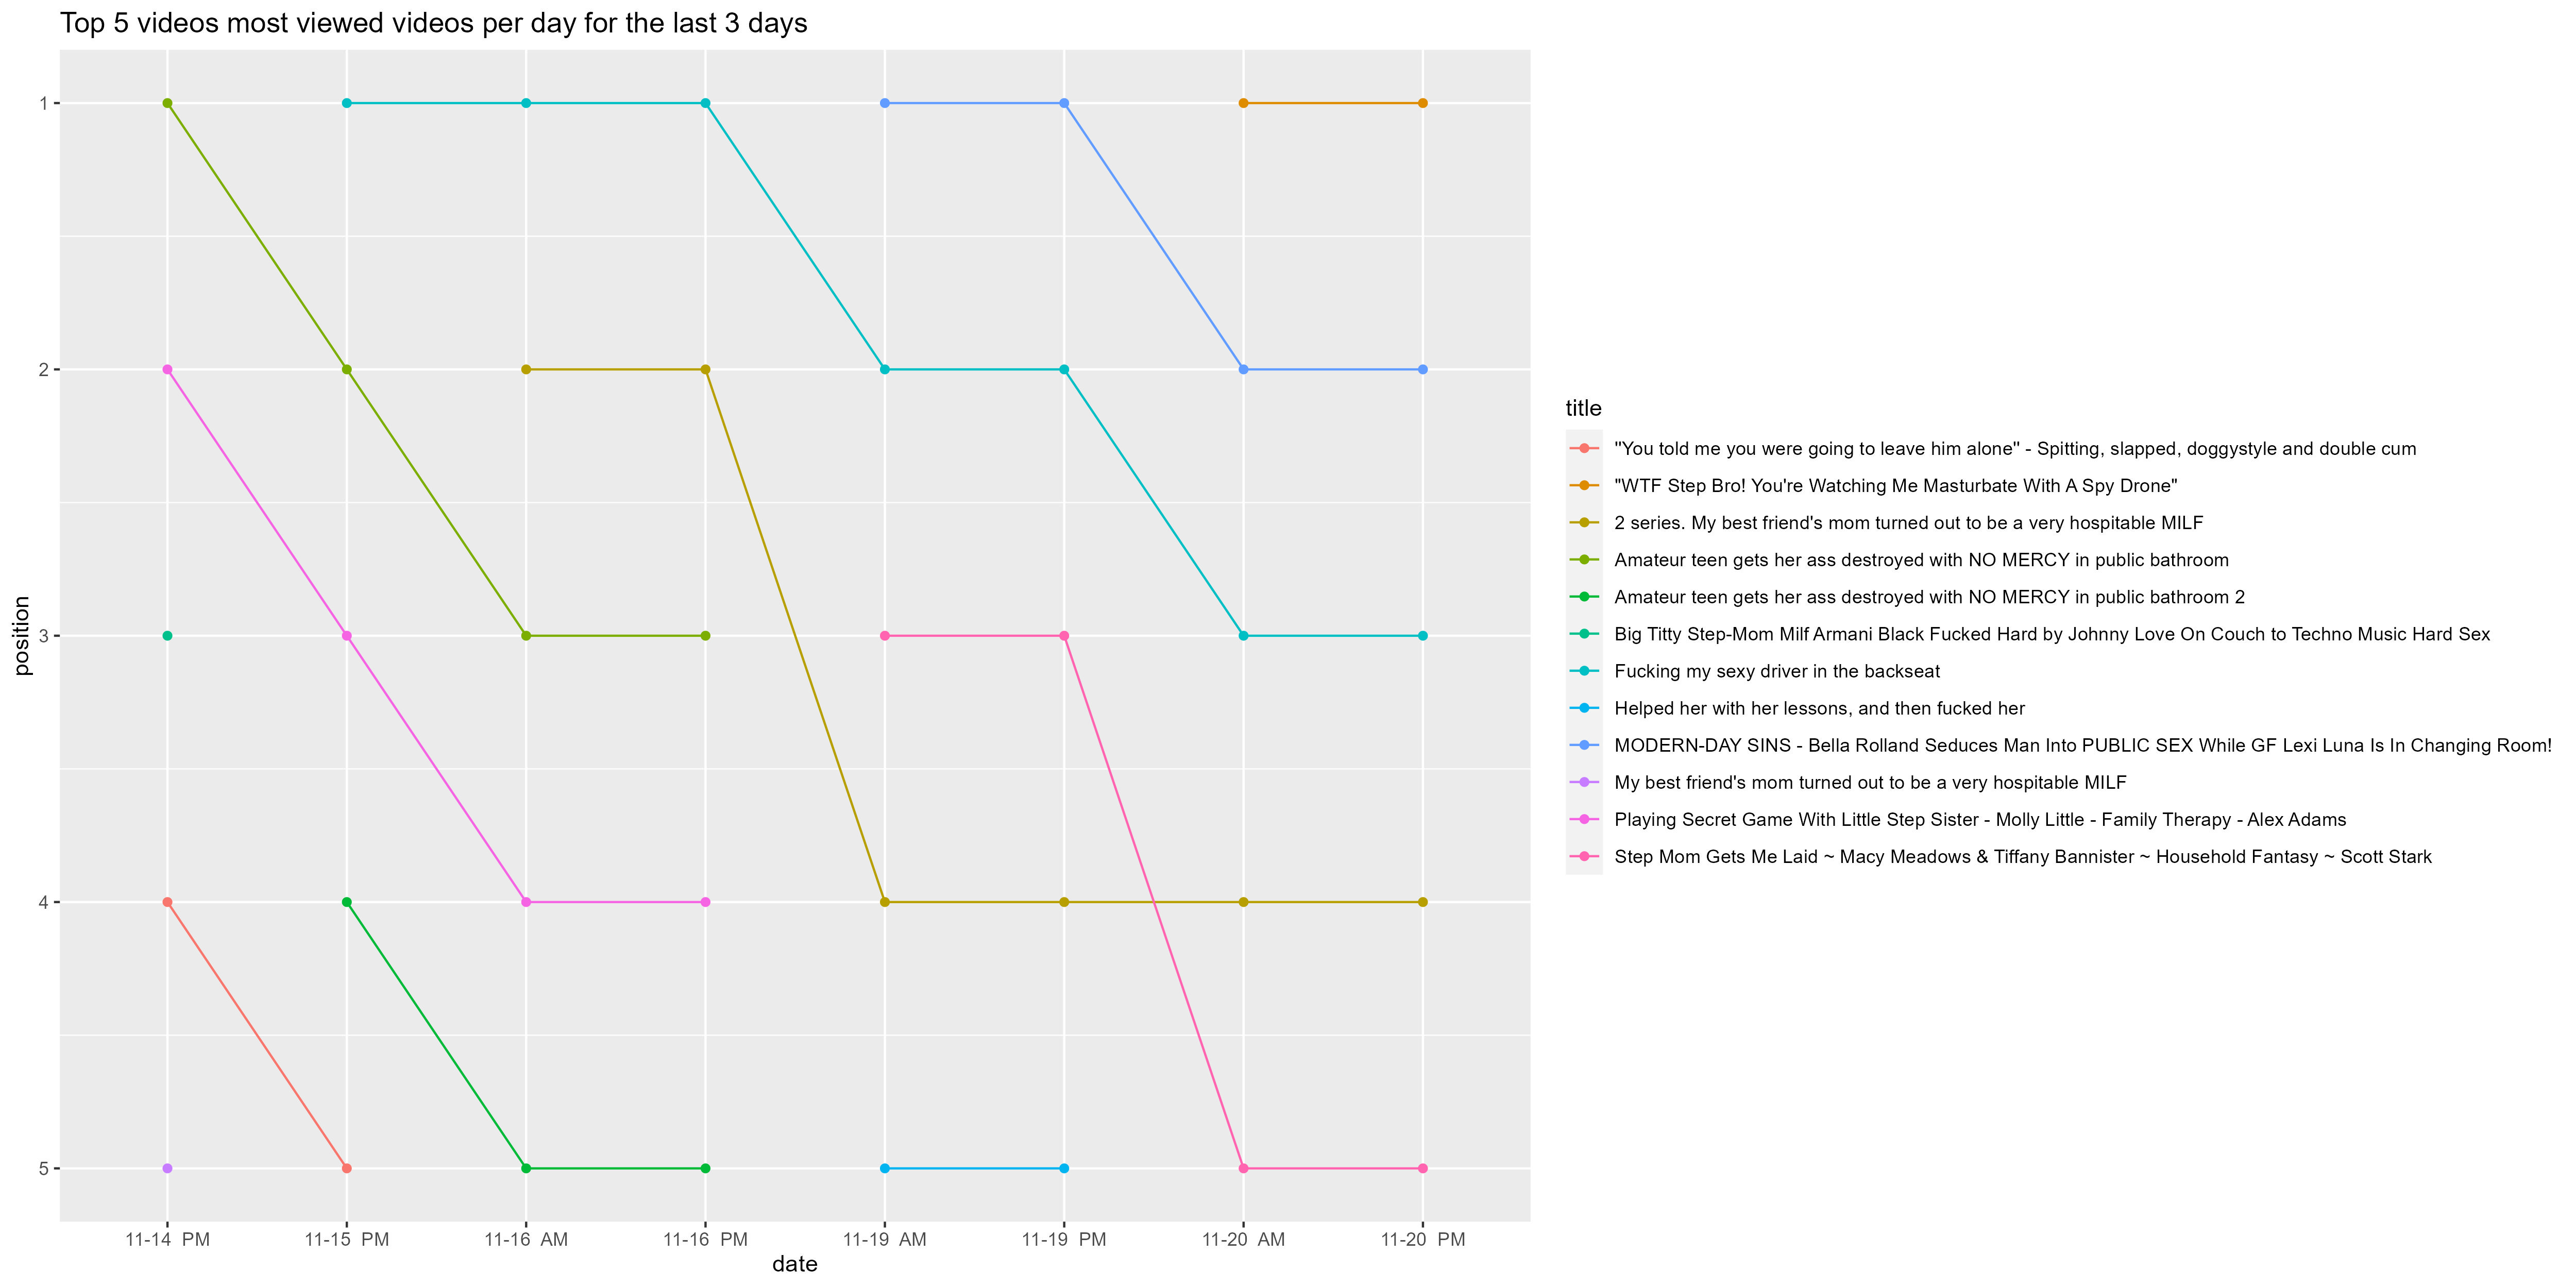 Top 5 videos most viewed videos per day for the last 3 days
position
1
2
3
4
5
11-14  PM
11-15  PM
11-16  AM
11-16  PM
11-19  AM
11-19  PM
11-20  AM
11-20  PM
date
title
"You told me you were going to leave him alone" - Spitting, slapped, doggystyle and double cum
"WTF Step Bro! You're Watching Me Masturbate With A Spy Drone"
2 series. My best friend's mom turned out to be a very hospitable MILF
Amateur teen gets her ass destroyed with NO MERCY in public bathroom
Amateur teen gets her ass destroyed with NO MERCY in public bathroom 2
Big Titty Step-Mom Milf Armani Black Fucked Hard by Johnny Love On Couch to Techno Music Hard Sex
Fucking my sexy driver in the backseat
Helped her with her lessons, and then fucked her
MODERN-DAY SINS - Bella Rolland Seduces Man Into PUBLIC SEX While GF Lexi Luna Is In Changing Room!
My best friend's mom turned out to be a very hospitable MILF
Playing Secret Game With Little Step Sister - Molly Little - Family Therapy - Alex Adams
Step Mom Gets Me Laid ~ Macy Meadows & Tiffany Bannister ~ Household Fantasy ~ Scott Stark